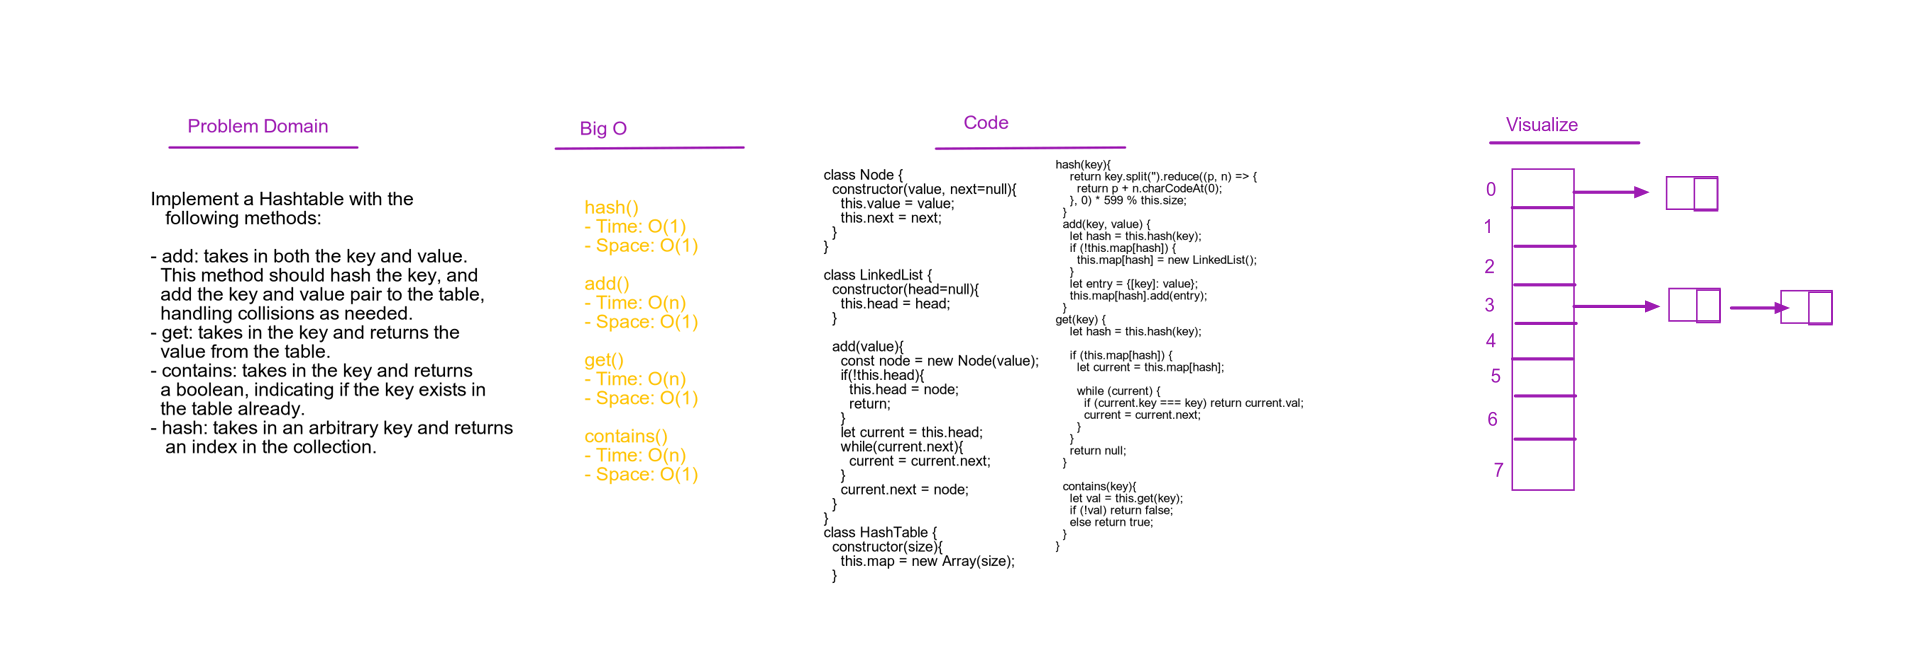 Problem Domain
Implement a Hashtable with the
following methods:
- add: takes in both the key and value.
This method should hash the key, and
add the key and value pair to the table,
handling collisions as needed.
- get: takes in the key and returns the
value from the table.
- contains: takes in the key and returns
a boolean, indicating if the key exists in
the table already.
- hash: takes in an arbitrary key and returns
an index in the collection.
Big O
hash()
- Time: O(1)
- Space: O(1)
add()
- Time: O(n)
- Space: O(1)
get()
- Time: O(n)
- Space: O(1)
contains()
- Time: O(n)
- Space: O(1)
Code
class Node {
constructor(value, next=null){
this.value = value;
this.next = next;
}
}
class LinkedList {
constructor(head=null){
this.head = head;
}
add(value){
const node = new Node(value);
if(!this.head){
this.head = node;
return;
}
let current = this.head;
while(current.next){
current = current.next;
}
current.next = node;
}
}
class HashTable {
constructor(size){
this.map = new Array(size);
}
hash(key){
return key.split('').reduce((p, n) => {
return p + n.charCodeAt(0);
}, 0) * 599 % this.size;
}
add(key, value) {
let hash = this.hash(key);
if (!this.map[hash]) {
this.map[hash] = new LinkedList();
}
let entry = {[key]: value};
this.map[hash].add(entry);
}
get(key) {
let hash = this.hash(key);
if (this.map[hash]) {
let current = this.map[hash];
while (current) {
if (current.key === key) return current.val;
current = current.next;
}
}
return null;
}
contains(key){
let val = this.get(key);
if (!val) return false;
else return true;
}
}
Visualize
0
1
2
3
4
5
6
7